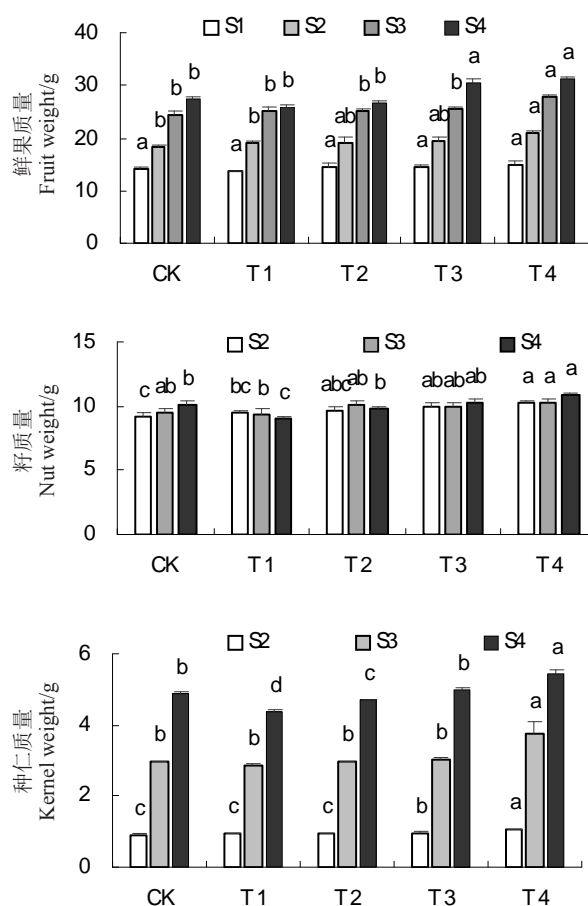 S1 S2 S3 S4
40
30
20
10
0
鲜果质量
Fruit weight/g
a b b b
a b b b
a ab b b
a ab b a
a a a a
CK T1 T2 T3 T4
S2 S3 S4
15
10
5
0
籽质量
Nut weight/g
c ab b
bc b c
abc ab b
ab ab ab
a a a
CK T1 T2 T3 T4
S2 S3 S4
6
4
2
0
种仁质量
Kernel weight/g
c b b
c b d
c b c
b b b
a a a
CK T1 T2 T3 T4